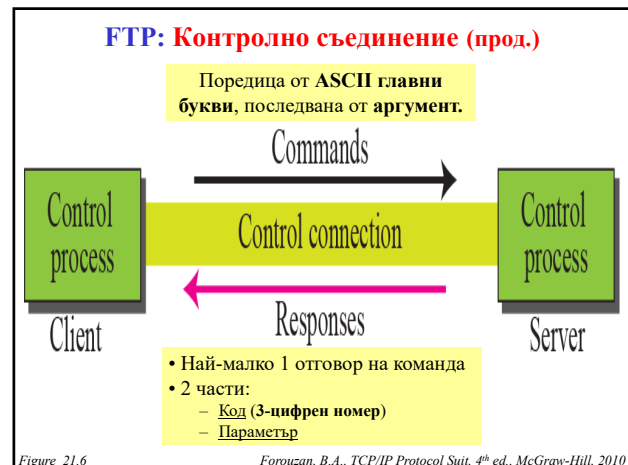 FTP: Контролно съединение (прод.)
Поредица от ASCII главни
букви, последвана от аргумент.
Commands
Control
process
Control connection
Control
process
Responses
Client
Server
• Най-малко 1 отговор на команда
• 2 части:
– Код (3-цифрен номер)
– Параметър
Figure 21.6
Forouzan, B.A., TCP/IP Protocol Suit, 4th ed., McGraw-Hill, 2010